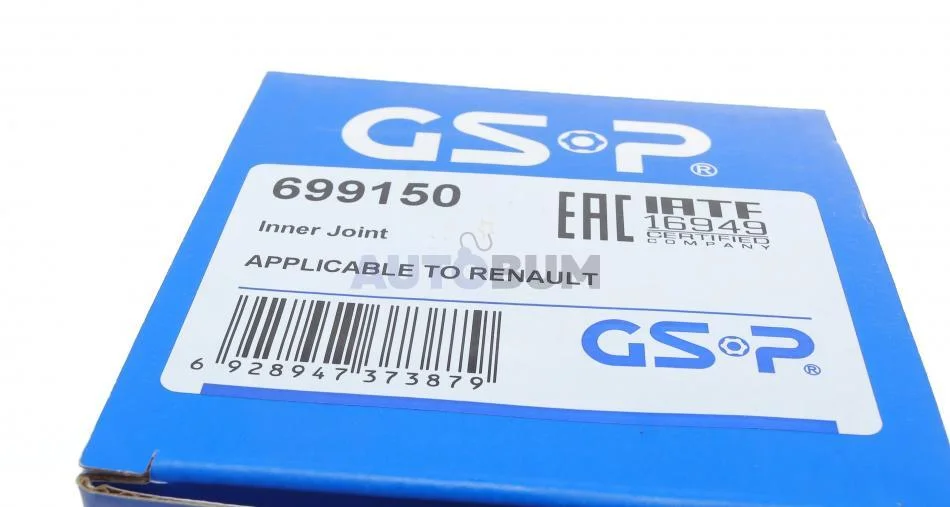 GSP®
699150
Inner Joint
APPLICABLE TO RENAULT
EAC
IATF
16949
CERTIFIED
COMPANY
AUTOBUM
6 928947 373879
GSP®